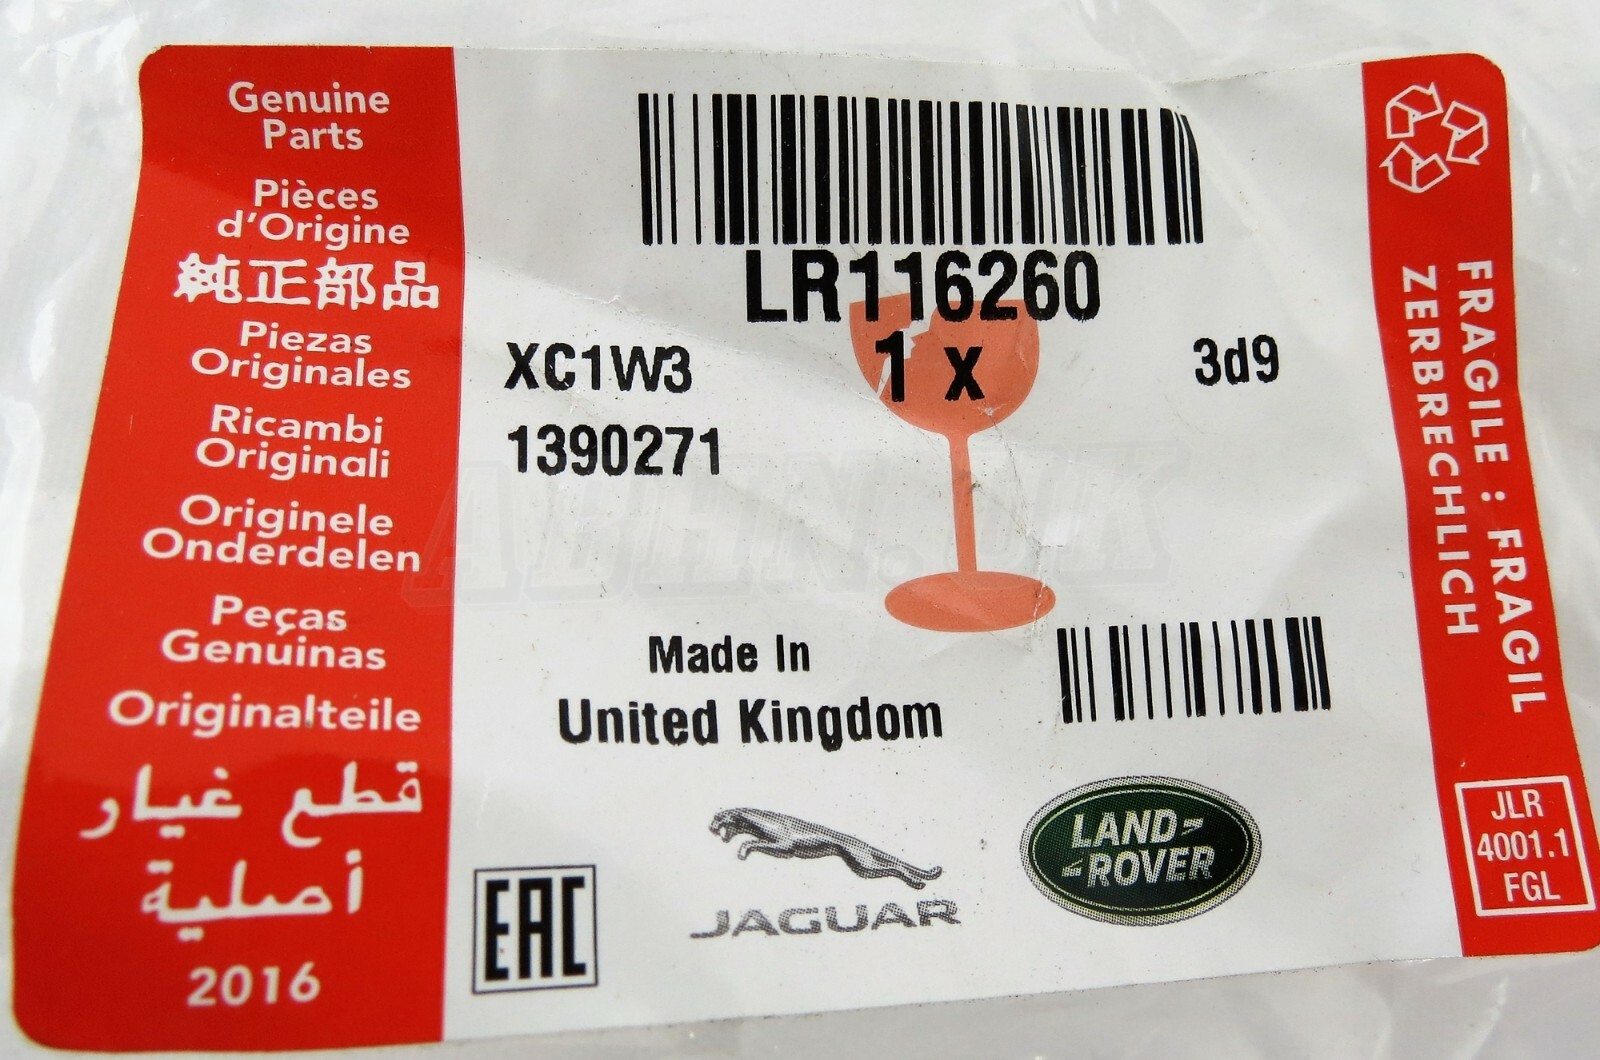 Genuine
Parts
Pièces
d'Origine
純正部品
Piezas
Originales
Ricambi
Originali
Originele
Onderdelen
Peças
Genuinas
Originalteile
قطع غيار
أصلية
2016
LR116260
XC1W3
1 x
3d9
1390271
ABHN.UK
Made In
United Kingdom
EAC
JAGUAR
LAND-
-ROVER
FRAGILE : FRAGIL
ZERBRECHLICH
JLR
4001.1
FGL